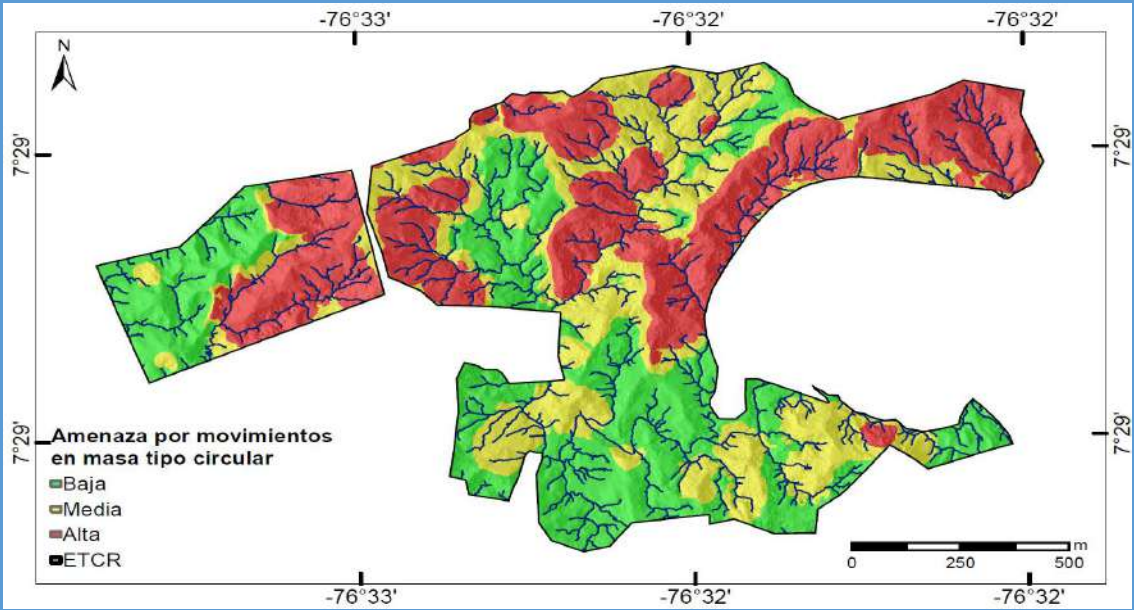 -76°33' -76°32' -76°32'
N
7°29' 7°29'
7°29' 7°29'
Amenaza por movimientos
en masa tipo circular
Baja
Media
Alta
ETCR
m
0 250 500
-76°33' -76°32' -76°32'